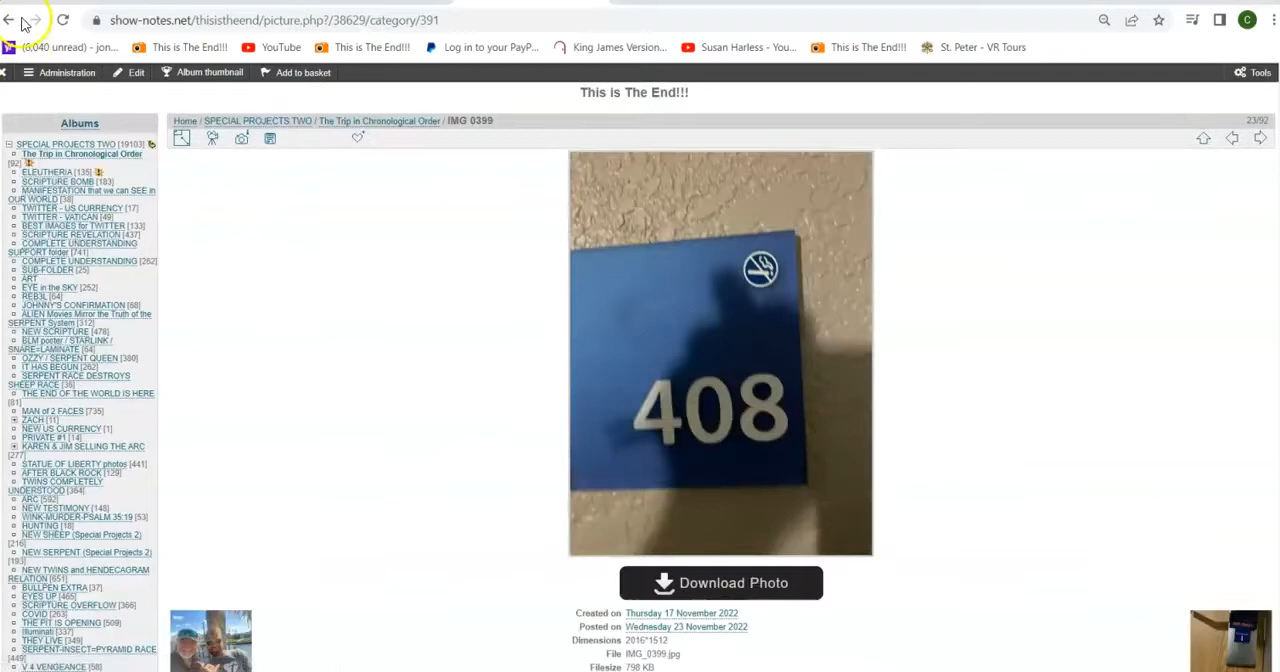 show-notes.net/thisistheend/picture.php?/38629/category/391
(6,040 unread) - jon... This is The End!!! YouTube This is The End!!! Log in to your PayP... King James Version... Susan Harless - You... This is The End!!! St. Peter - VR Tours
Administration Edit Album thumbnail Add to basket Tools
This is The End!!!
Albums
Home / SPECIAL PROJECTS TWO / The Trip in Chronological Order / IMG 0399 23/92
SPECIAL PROJECTS TWO [19103]
The Trip in Chronological Order
[92]
ELEUTHERIA [135]
SCRIPTURE BOMB [183]
MANIFESTATION that we can SEE in
OUR WORLD [38]
TWITTER - US CURRENCY [17]
TWITTER - VATICAN [49]
BEST IMAGES for TWITTER [133]
SCRIPTURE REVELATION [437]
COMPLETE UNDERSTANDING
SUPPORT folder [741]
COMPLETE UNDERSTANDING [262]
SUB-FOLDER [25]
ART
EYE in the SKY [252]
REB3L [64]
JOHNNY'S CONFIRMATION [68]
ALIEN Movies Mirror the Truth of the
SERPENT System [312]
NEW SCRIPTURE [478]
BLM poster / STARLINK /
SNARE=LAMINATE [64]
OZZY / SERPENT QUEEN [380]
IT HAS BEGUN [262]
SERPENT RACE DESTROYS
SHEEP RACE [36]
THE END OF THE WORLD IS HERE
[81]
MAN of 2 FACES [735]
ZACH [11]
NEW US CURRENCY [1]
PRIVATE #1 [14]
KAREN & JIM SELLING THE ARC
[277]
STATUE OF LIBERTY photos [441]
AFTER BLACK ROCK [129]
TWINS COMPLETELY
UNDERSTOOD [364]
ARC [592]
NEW TESTIMONY [148]
WINK-MURDER-PSALM 35:19 [53]
HUNTING [18]
NEW SHEEP (Special Projects 2)
[216]
NEW SERPENT (Special Projects 2)
[193]
NEW TWINS and HENDECAGRAM
RELATION [651]
BULLPEN EXTRA [37]
EYES UP [465]
SCRIPTURE OVERFLOW [366]
COVID [263]
THE PIT IS OPENING [509]
Illuminati [337]
THEY LIVE [349]
SERPENT-INSECT=PYRAMID RACE
[449]
V 4 VENGEANCE [58]
408
Download Photo
Created on Thursday 17 November 2022
Posted on Wednesday 23 November 2022
Dimensions 2016*1512
File IMG_0399.jpg
Filesize 798 KB
C